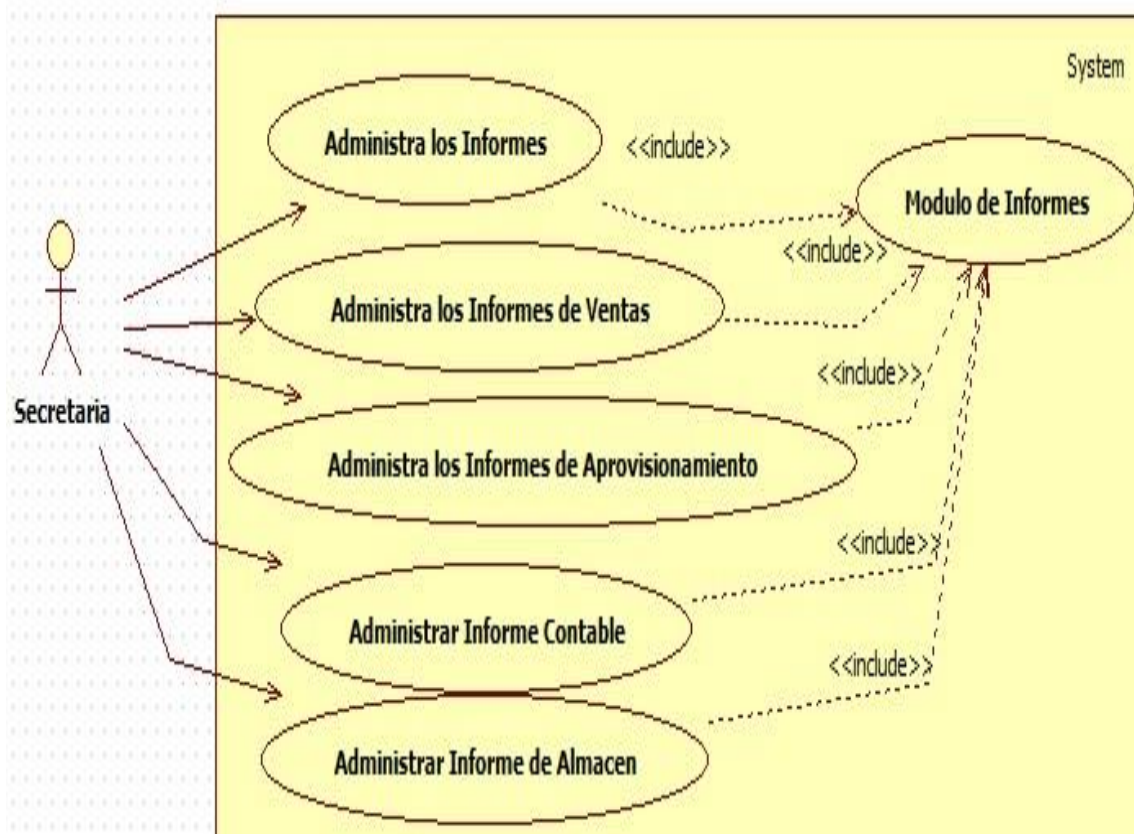 System
Administra los Informes
<<include>>
Modulo de Informes
<<include>>
Administra los Informes de Ventas
<<include>>
Secretaria
Administra los Informes de Aprovisionamiento
<<include>>
Administrar Informe Contable
<<include>>
Administrar Informe de Almacen